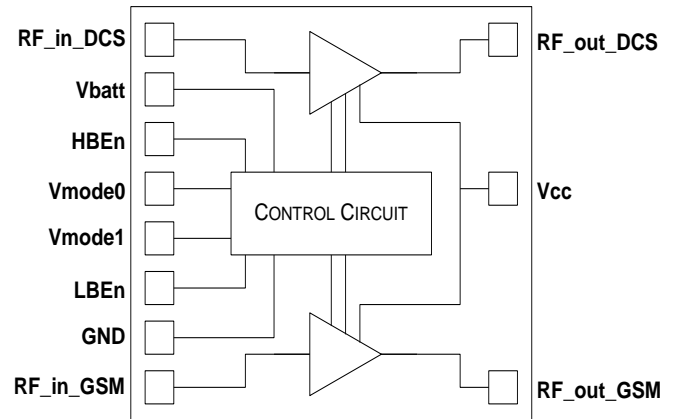 RF_in_DCS
RF_out_DCS
Vbatt
HBEn
Vmode0
CONTROL CIRCUIT
Vcc
Vmode1
LBEn
GND
RF_in_GSM
RF_out_GSM